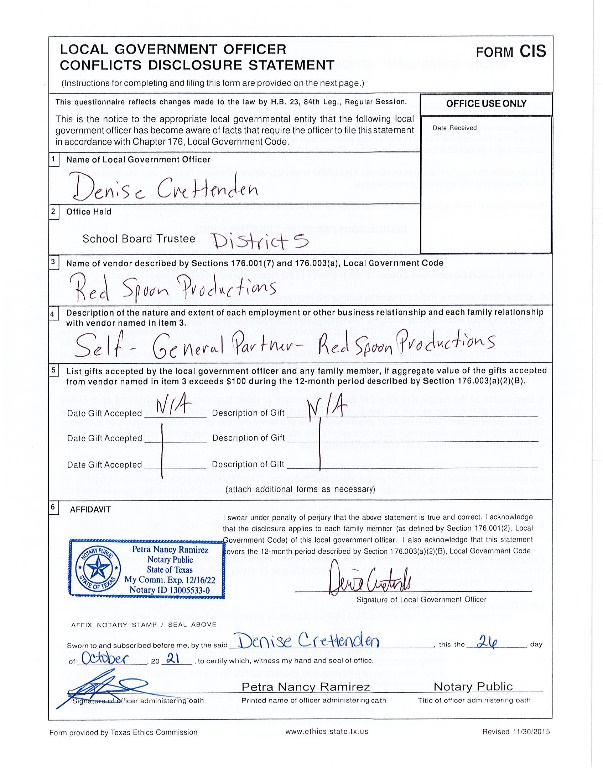 LOCAL GOVERNMENT OFFICER
CONFLICTS DISCLOSURE STATEMENT
FORM CIS
(Instructions for completing and filing this form are provided on the next page.)
This questionnaire reflects changes made to the law by H.B. 23, 84th Leg., Regular Session.
OFFICE USE ONLY
This is the notice to the appropriate local governmental entity that the following local
government officer has become aware of facts that require the officer to file this statement
in accordance with Chapter 176, Local Government Code.
Date Received
1 Name of Local Government Officer
Denise Crettenden
2 Office Held
School Board Trustee District 5
3 Name of vendor described by Sections 176.001(7) and 176.003(a), Local Government Code
Red Spoon Productions
4 Description of the nature and extent of each employment or other business relationship and each family relationship
with vendor named in item 3.
Self - General Partner - Red Spoon Productions
5 List gifts accepted by the local government officer and any family member, if aggregate value of the gifts accepted
from vendor named in item 3 exceeds $100 during the 12-month period described by Section 176.003(a)(2)(B).
Date Gift Accepted N/A Description of Gift N/A
Date Gift Accepted Description of Gift
Date Gift Accepted Description of Gift
(attach additional forms as necessary)
6 AFFIDAVIT
I swear under penalty of perjury that the above statement is true and correct. I acknowledge
that the disclosure applies to each family member (as defined by Section 176.001(2), Local
Government Code) of this local government officer. I also acknowledge that this statement
covers the 12-month period described by Section 176.003(a)(2)(B), Local Government Code.
NOTARY PUBLIC
STATE OF TEXAS
Petra Nancy Ramirez
Notary Public
State of Texas
My Comm. Exp. 12/16/22
Notary ID 13005533-0
Signature of Local Government Officer
AFFIX NOTARY STAMP / SEAL ABOVE
Sworn to and subscribed before me, by the said Denise Crettenden, this the 26 day
of October, 20 21, to certify which, witness my hand and seal of office.
Petra Nancy Ramirez Notary Public
Signature of officer administering oath Printed name of officer administering oath Title of officer administering oath
Form provided by Texas Ethics Commission www.ethics.state.tx.us Revised 11/30/2015